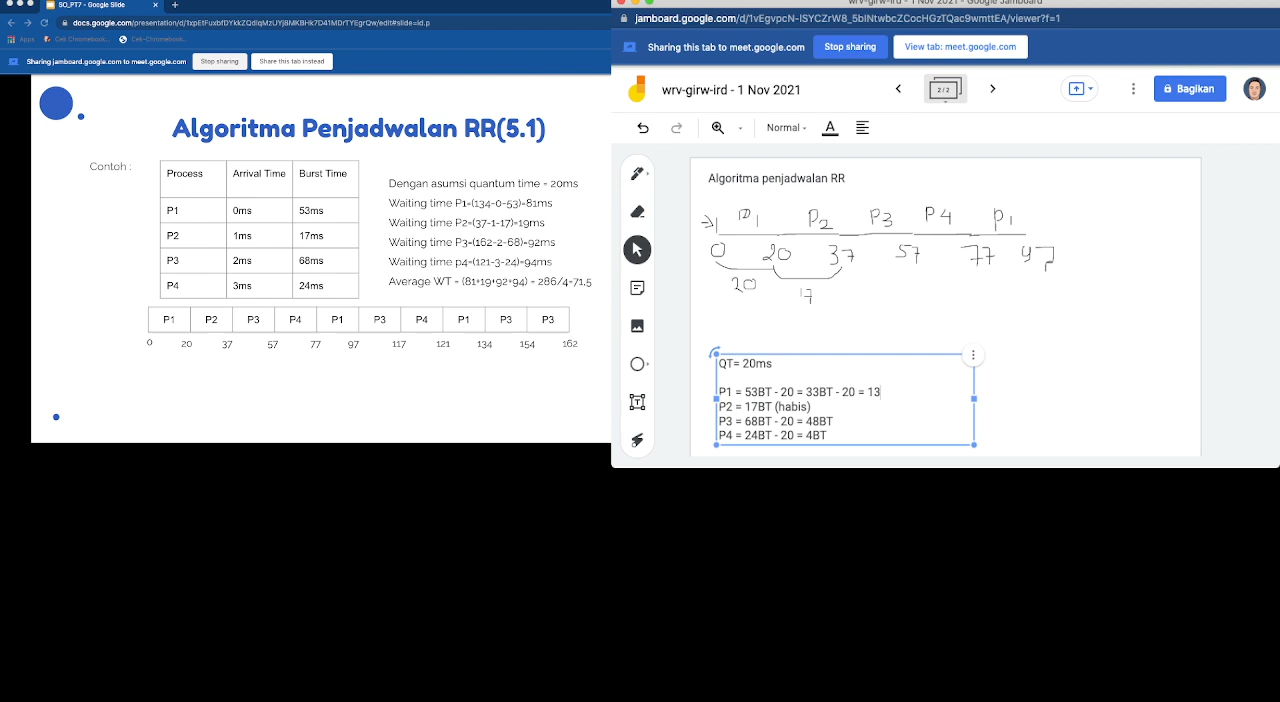 SO_PT7 - Google Slide
docs.google.com/presentation/d/
edit#slide=id.p
Apps
Cek Chromebook...
Cek-Chromebook...
Sharing jamboard.google.com to meet.google.com
Stop sharing
Share this tab instead
Algoritma Penjadwalan RR(5.1)
Contoh :
Process Arrival Time Burst Time
P1 0ms 53ms
P2 1ms 17ms
P3 2ms 68ms
P4 3ms 24ms
Dengan asumsi quantum time - 20ms
Waiting time P1=(134-0-53)=81ms
Waiting time P2=(37-1-17)=19ms
Waiting time P3=(162-2-68)=92ms
Waiting time p4=(121-3-24)=94ms
Average WT - (81+19+92+94) - 286/4=71,5
P1 P2 P3 P4 P1 P3 P4 P1 P3 P3
0 20 37 57 77 97 117 121 134 154 162
wrv-girw-ird - 1 Nov 2021 - Google Jamboard
jamboard.google.com/d/
/viewer?f=1
Sharing this tab to meet.google.com
Stop sharing
View tab: meet.google.com
wrv-girw-ird - 1 Nov 2021
2 / 2
Bagikan
Normal
A
Algoritma penjadwalan RR
P1 P2 P3 P4 P1
0 20 37 57 77 97
20 17
QT= 20ms
P1 = 53BT - 20 = 33BT - 20 = 13
P2 = 17BT (habis)
P3 = 68BT - 20 = 48BT
P4 = 24BT - 20 = 4BT